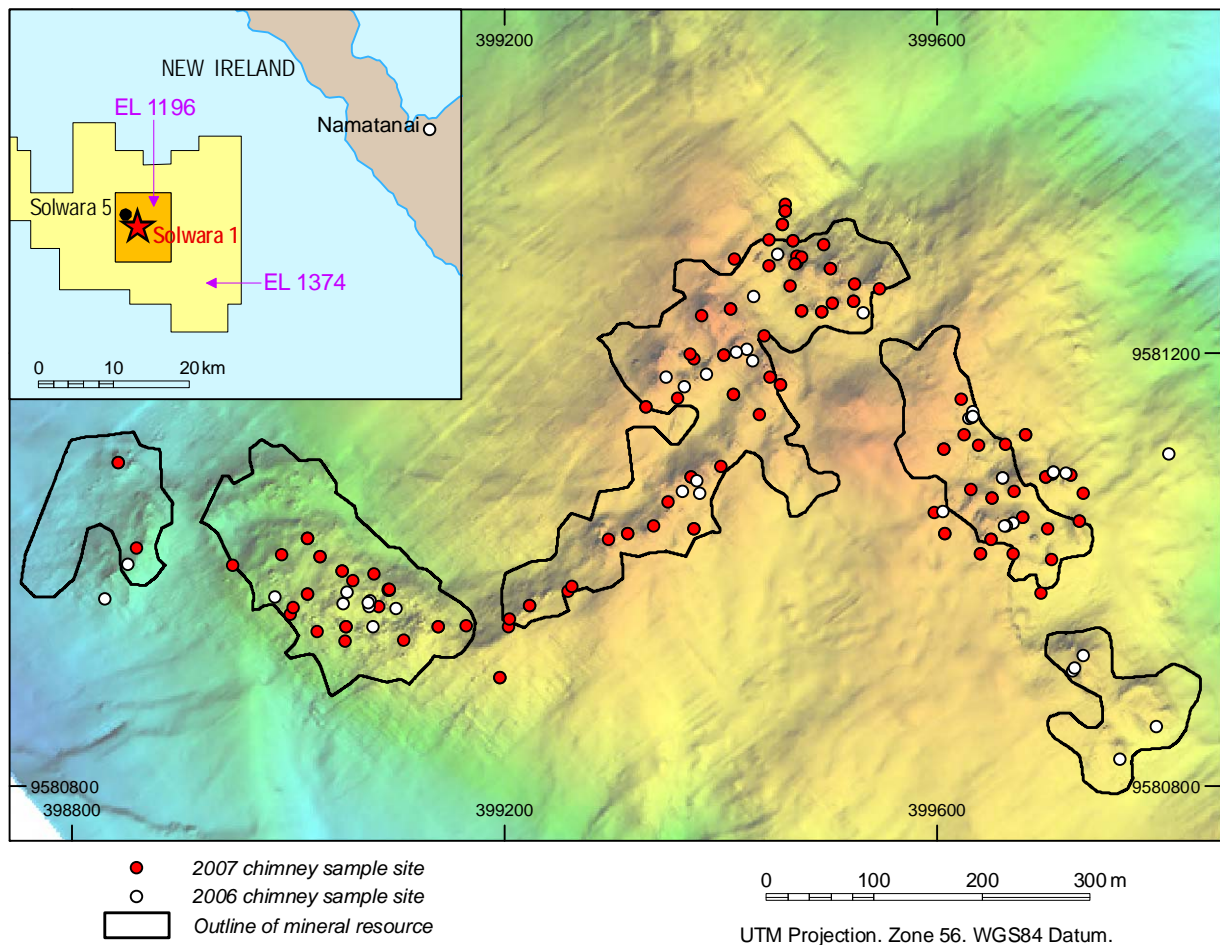 399200
399600
NEW IRELAND
EL 1196
Namatanai
Solwara 5
Solwara 1
EL 1374
0 10 20 km
9581200
9580800
398800
399200
399600
9580800
2007 chimney sample site
2006 chimney sample site
Outline of mineral resource
0 100 200 300 m
UTM Projection. Zone 56. WGS84 Datum.